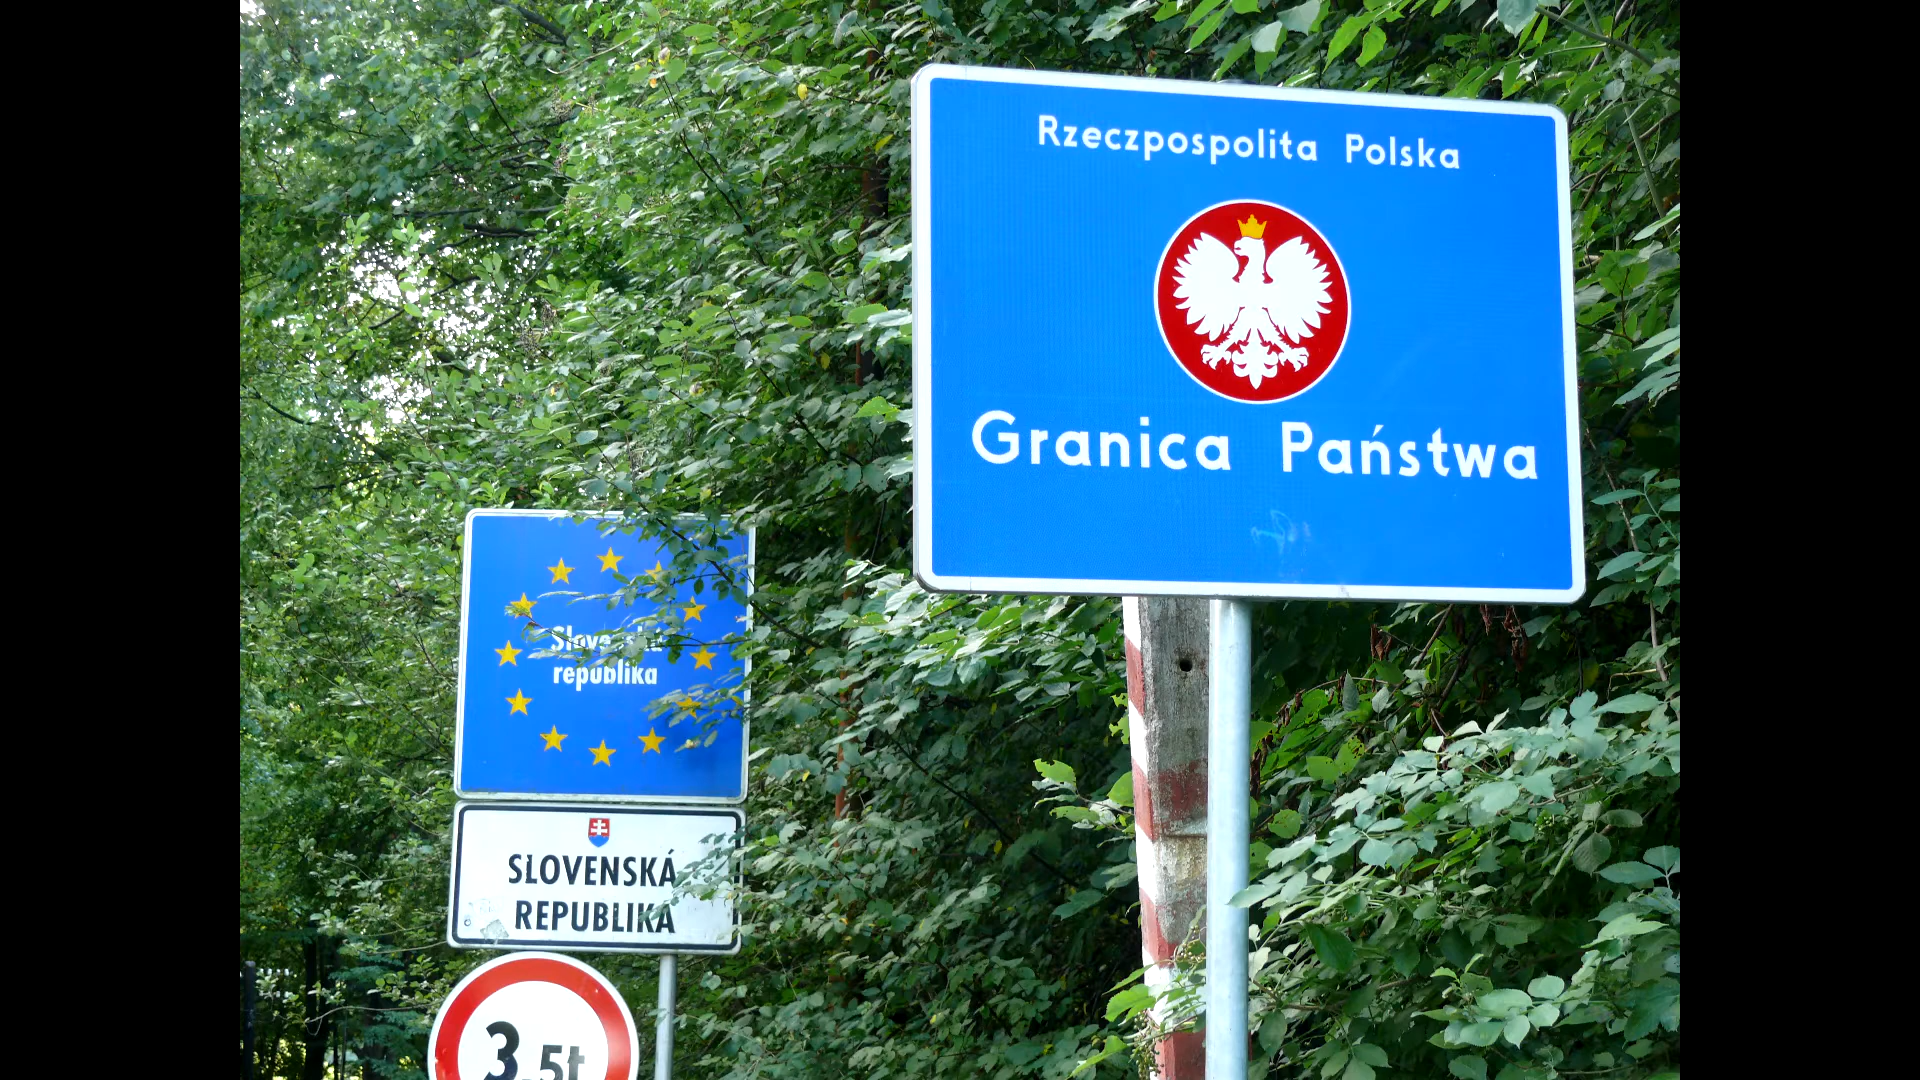 Rzeczpospolita Polska
Granica Państwa
Slovenská
republika
SLOVENSKÁ
REPUBLIKA
3.5t